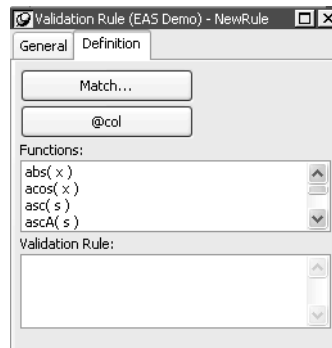 Validation Rule (EAS Demo) - NewRule
General Definition
Match...
@col
Functions:
abs( x )
acos( x )
asc( s )
ascA( s )
Validation Rule: